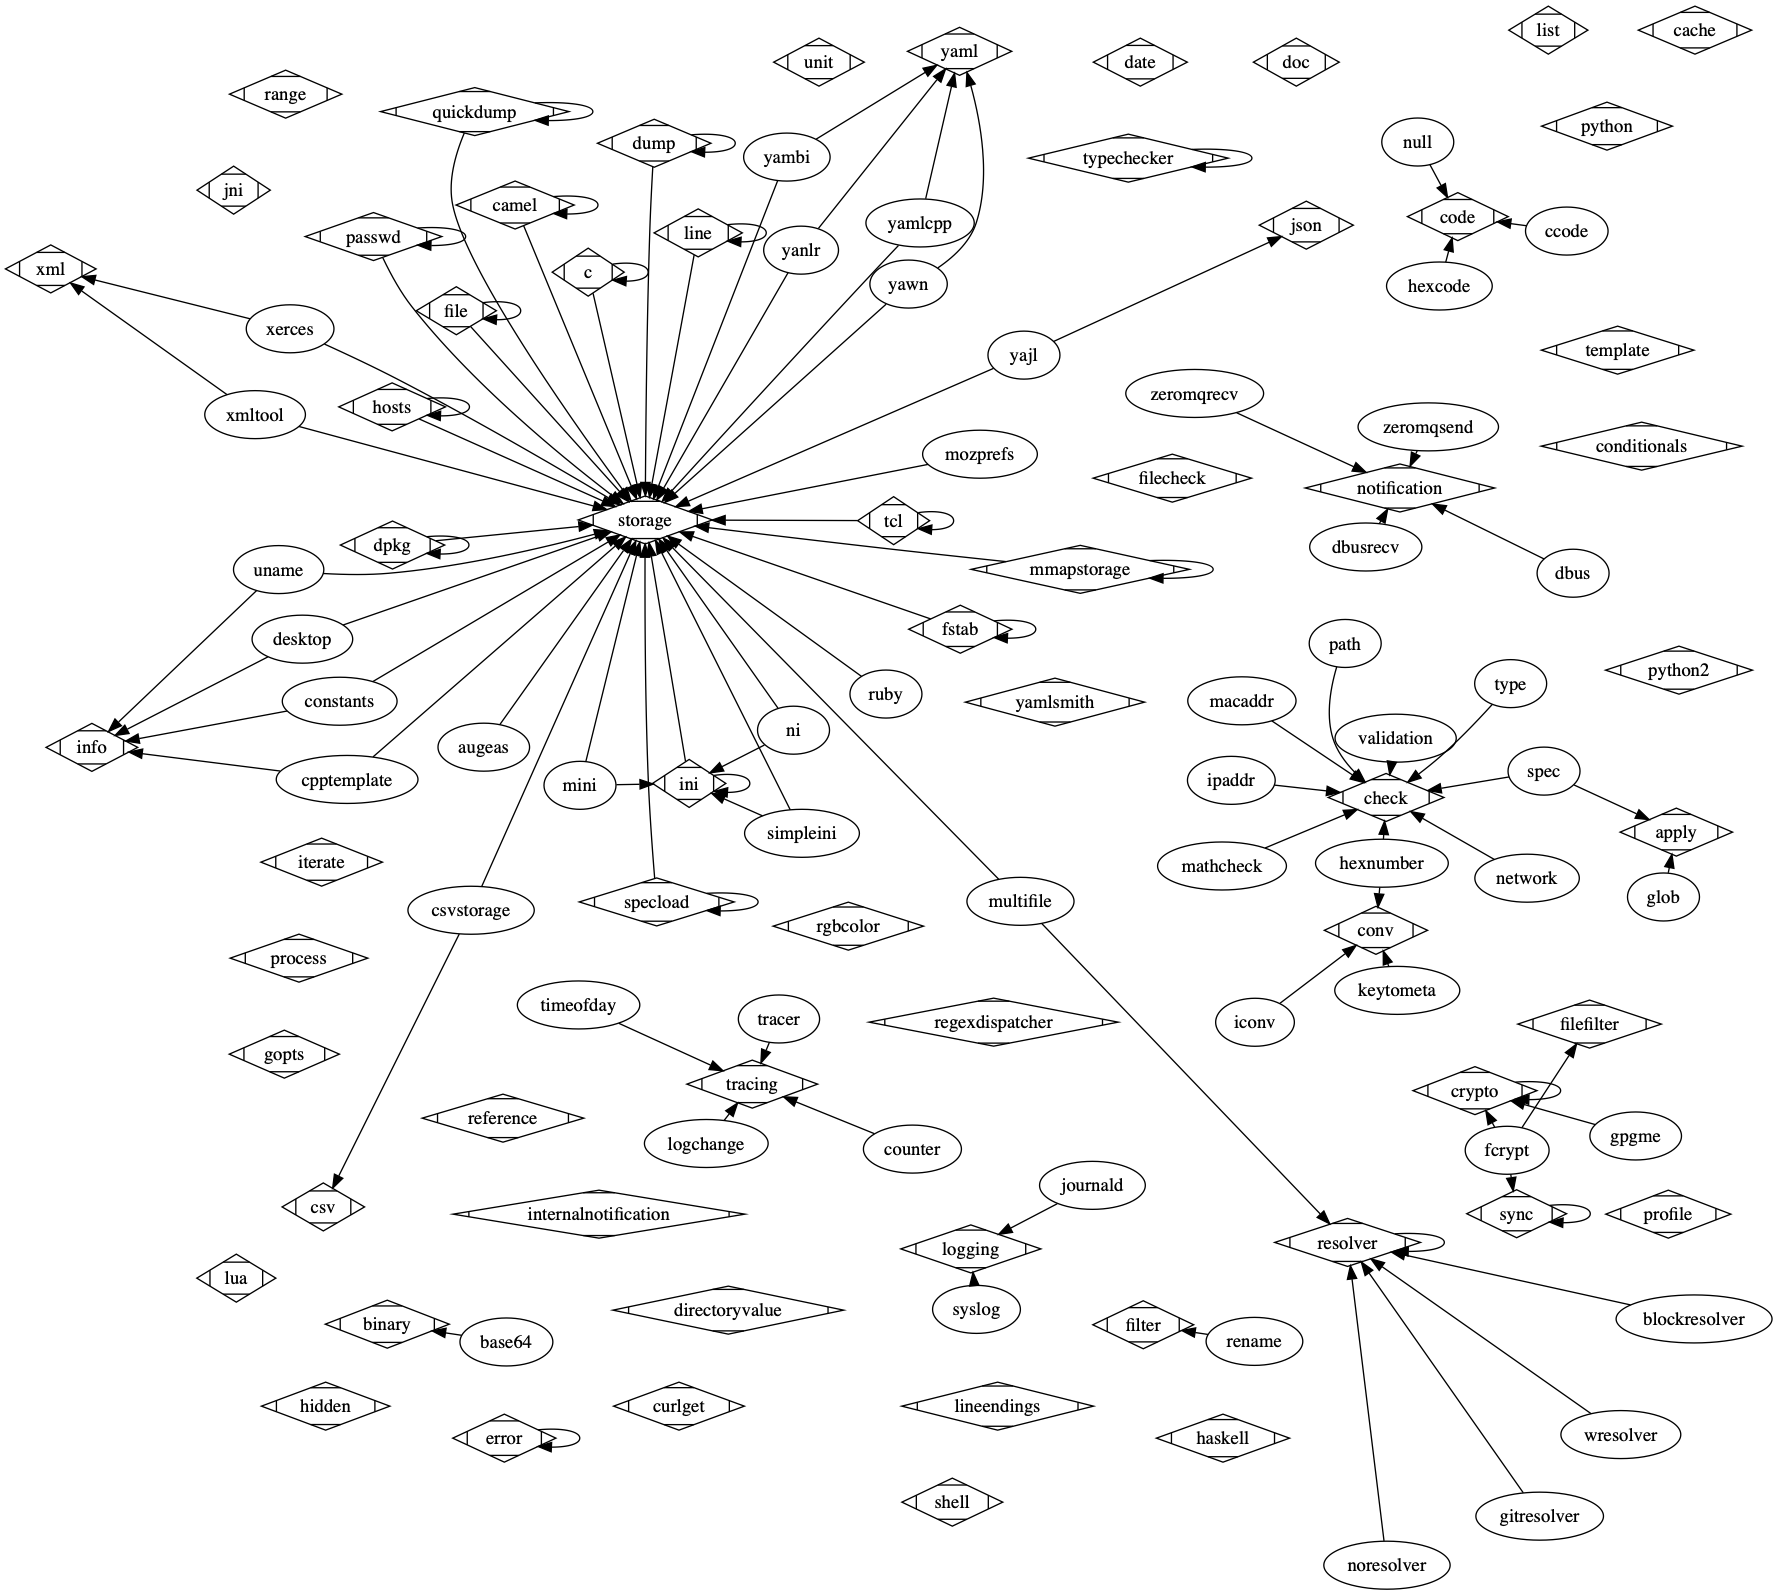 list
cache
yaml
unit
date
doc
range
quickdump
python
dump
null
yambi
typechecker
jni
camel
code
yamlcpp
json
ccode
passwd
line
yanlr
xml
c
yawn
hexcode
file
xerces
template
yajl
zeromqrecv
hosts
xmltool
zeromqsend
conditionals
mozprefs
filecheck
notification
storage
tcl
dpkg
dbusrecv
uname
mmapstorage
dbus
fstab
desktop
path
python2
type
ruby
constants
yamlsmith
macaddr
ni
validation
info
augeas
spec
cpptemplate
ipaddr
mini
ini
check
simpleini
apply
iterate
hexnumber
mathcheck
network
glob
specload
multifile
csvstorage
rgbcolor
conv
process
keytometa
timeofday
tracer
regexdispatcher
iconv
filefilter
gopts
tracing
crypto
reference
gpgme
logchange
counter
fcrypt
journald
csv
internalnotification
sync
profile
resolver
logging
lua
syslog
directoryvalue
blockresolver
binary
filter
base64
rename
hidden
curlget
lineendings
wresolver
error
haskell
shell
gitresolver
noresolver